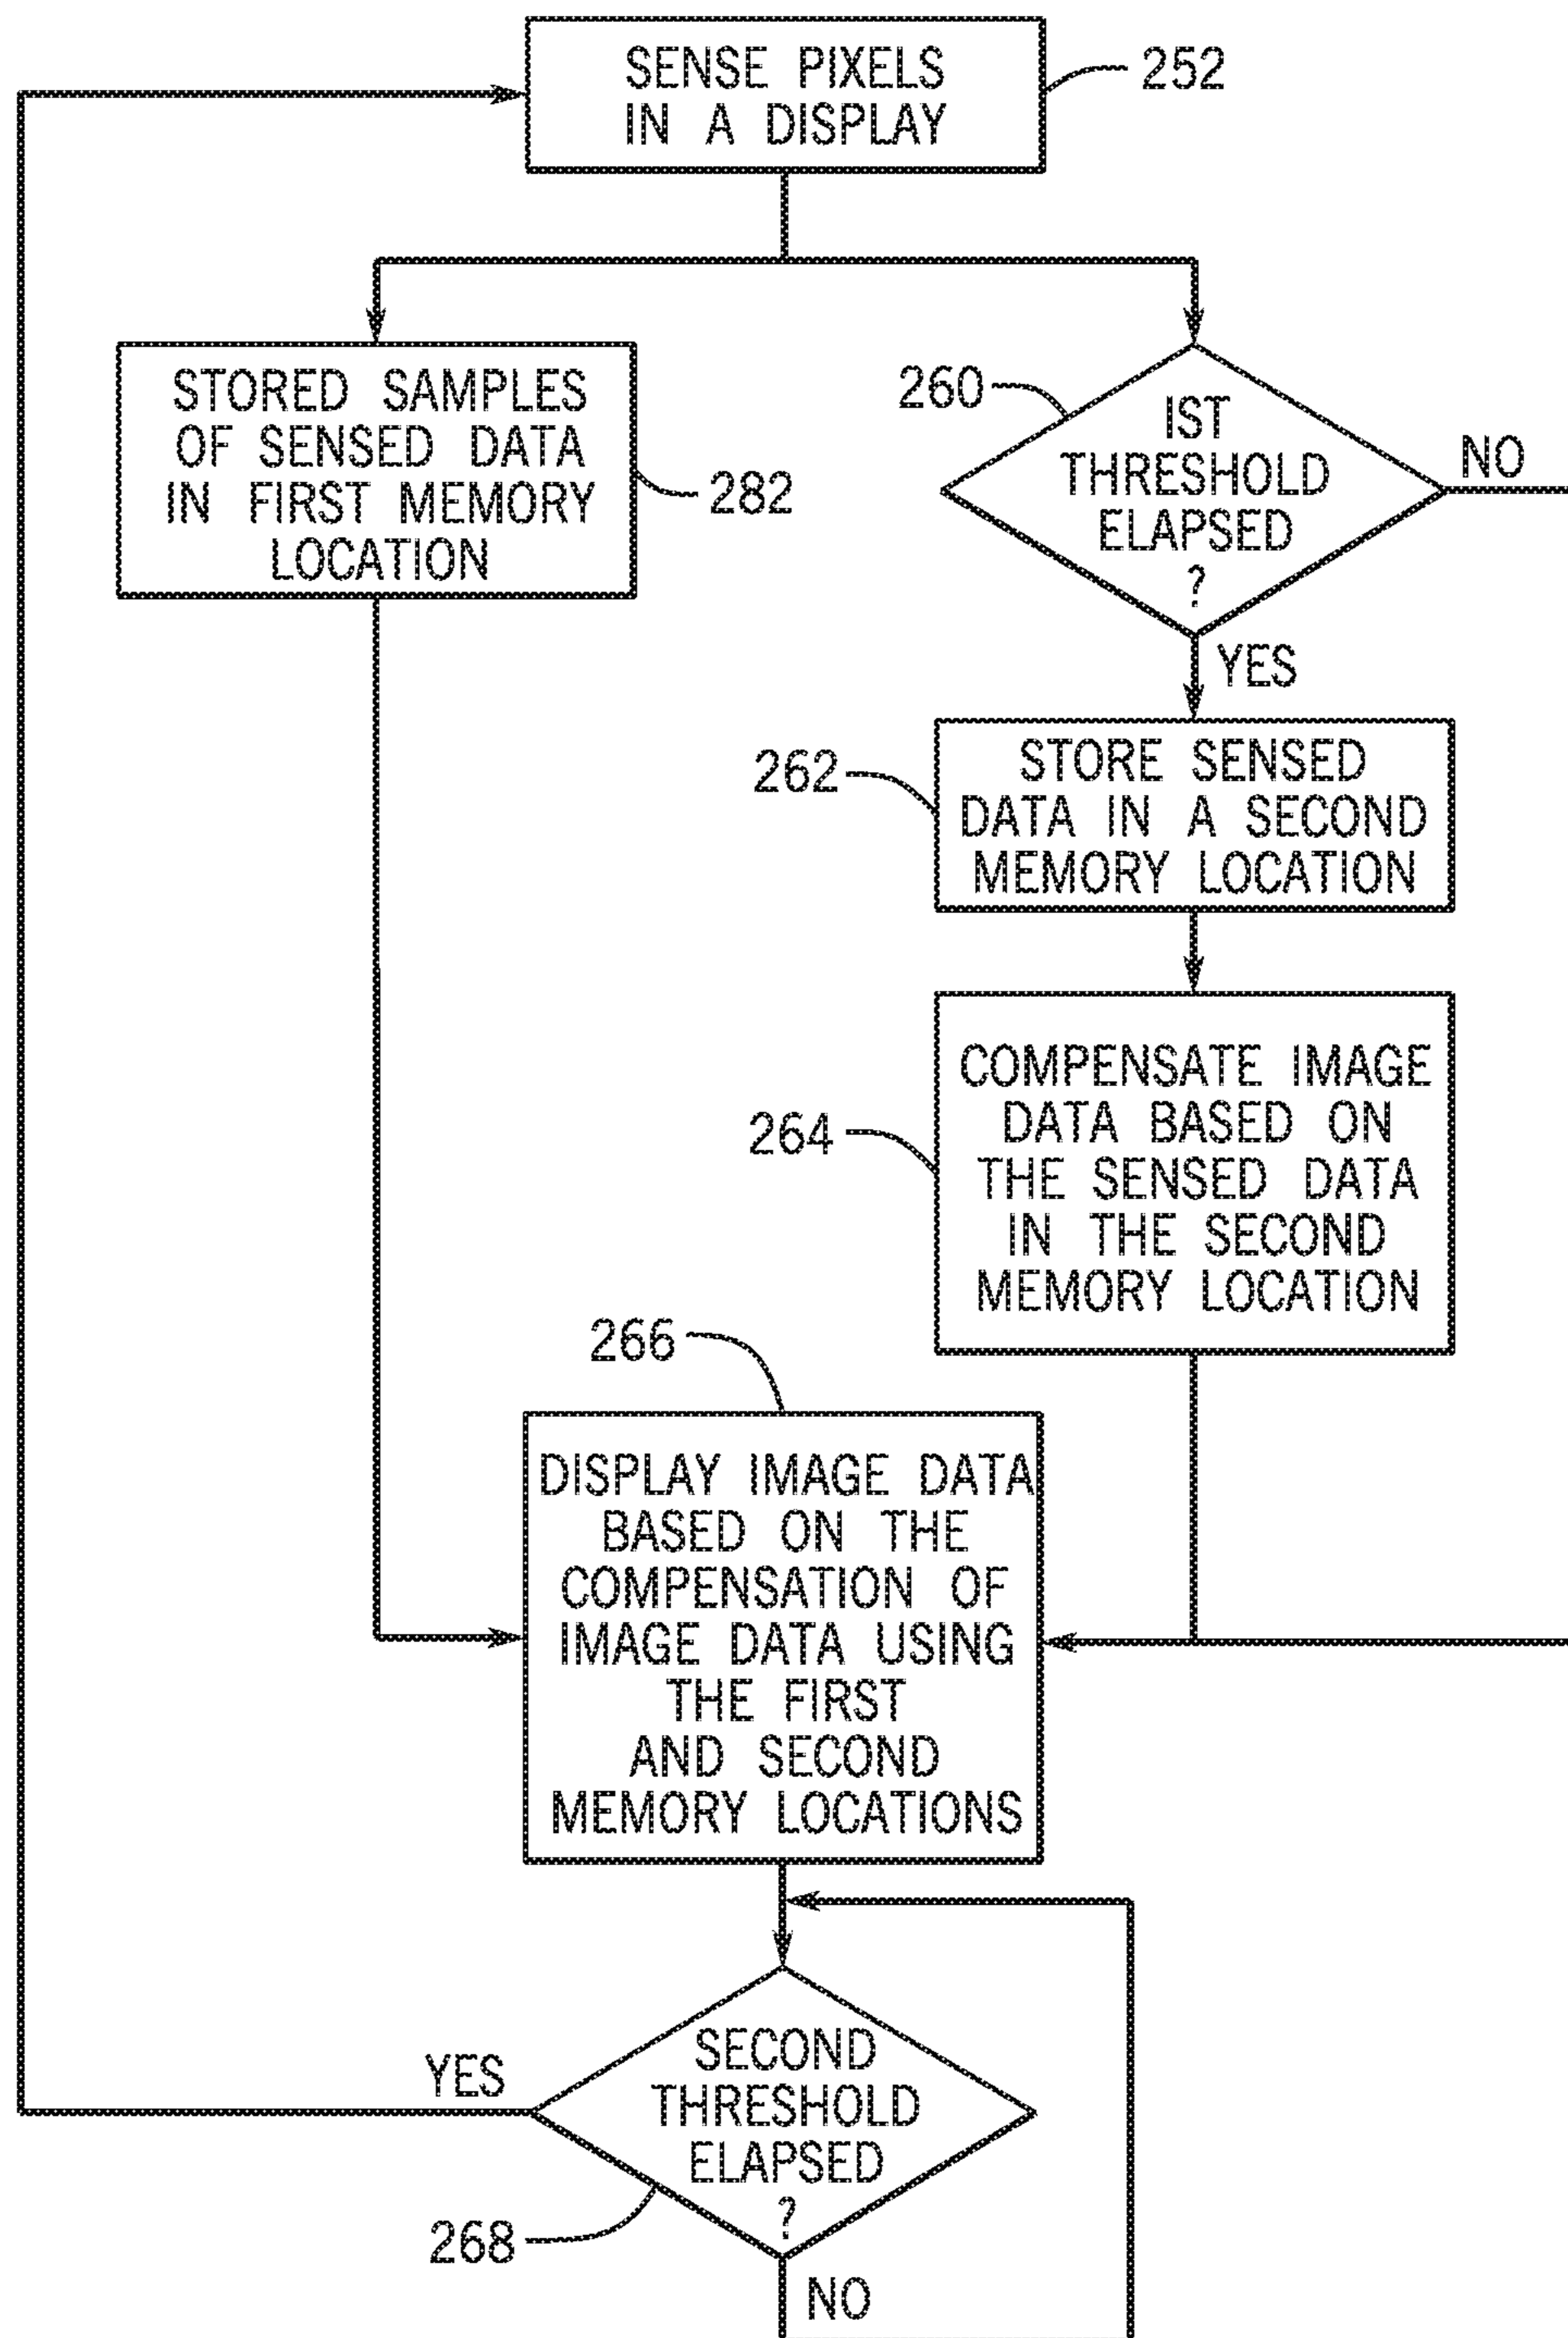 SENSE PIXELS
IN A DISPLAY
252
STORED SAMPLES
OF SENSED DATA
IN FIRST MEMORY
LOCATION
282
260
IST
THRESHOLD
ELAPSED
?
NO
YES
262
STORE SENSED
DATA IN A SECOND
MEMORY LOCATION
264
COMPENSATE IMAGE
DATA BASED ON
THE SENSED DATA
IN THE SECOND
MEMORY LOCATION
266
DISPLAY IMAGE DATA
BASED ON THE
COMPENSATION OF
IMAGE DATA USING
THE FIRST
AND SECOND
MEMORY LOCATIONS
YES
SECOND
THRESHOLD
ELAPSED
?
268
NO